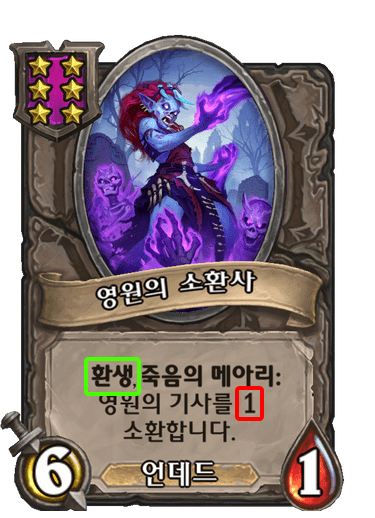 영원의 소환사
환생, 죽음의 메아리:
영원의 기사를 1
소환합니다.
6 언데드 1